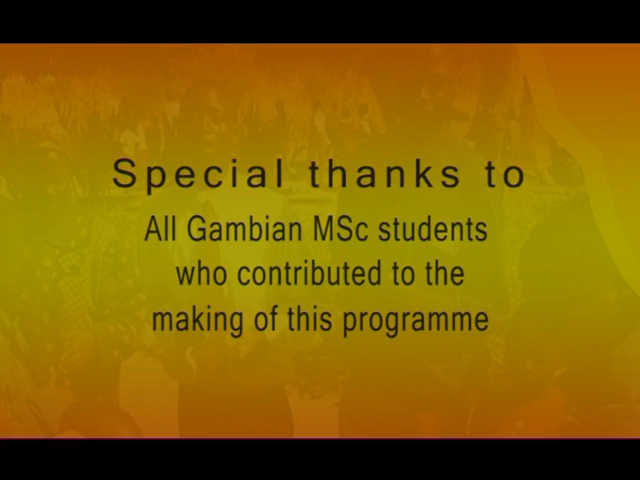 Special thanks to
All Gambian MSc students
who contributed to the
making of this programme